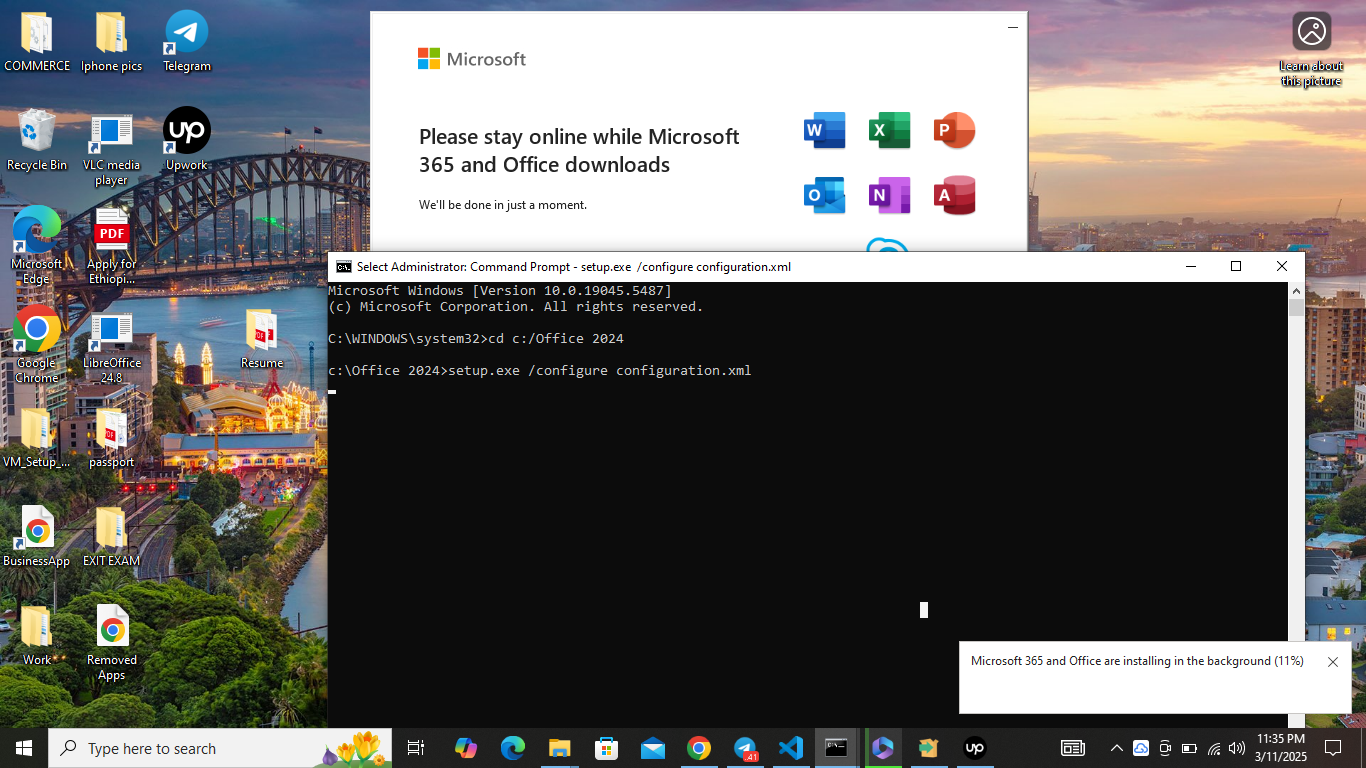 COMMERCE
Iphone pics
Telegram
Recycle Bin
VLC media
player
up
Upwork
Microsoft
Edge
PDF
Apply for
Ethiopi...
Google
Chrome
LibreOffice
24.8
Resume
VM_Setup_...
passport
BusinessApp
EXIT EXAM
Work
Removed
Apps
Learn about
this picture
Microsoft
Please stay online while Microsoft
365 and Office downloads
We'll be done in just a moment.
W X P
O N A
Select Administrator: Command Prompt - setup.exe /configure configuration.xml
Microsoft Windows [Version 10.0.19045.5487]
(c) Microsoft Corporation. All rights reserved.
C:\WINDOWS\system32>cd c:/Office 2024
c:\Office 2024>setup.exe /configure configuration.xml
Microsoft 365 and Office are installing in the background (11%)
Type here to search
41
up
11:35 PM
3/11/2025